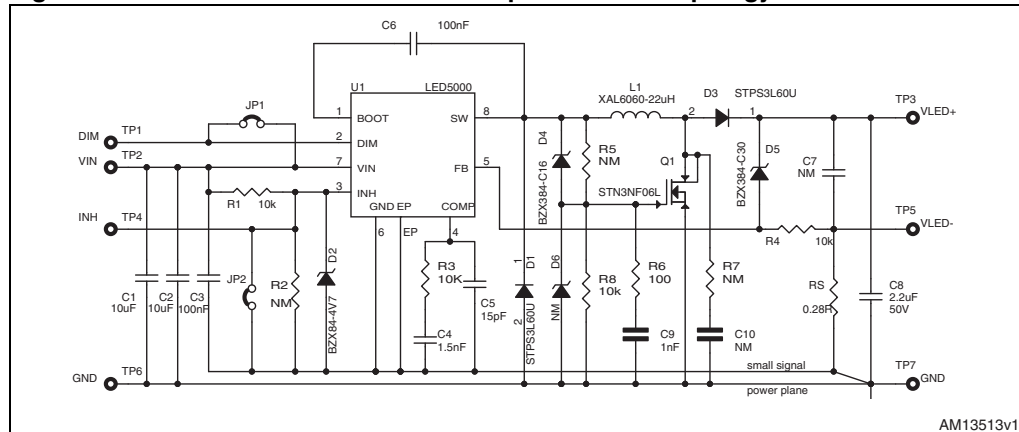 C6
100nF
U1
LED5000
L1
XAL6060-22uH
D3
STPS3L60U
JP1
1
BOOT
SW
8
2
1
TP3
VLED+
DIM
TP1
2
DIM
D4
R5
NM
D5
VIN
TP2
7
VIN
FB
5
Q1
C7
NM
BZX384-C16
STN3NF06L
BZX384-C30
3
INH
R1
10k
GND
EP
COMP
INH
TP4
6
EP
4
R4
10k
TP5
VLED-
D2
JP2
R2
NM
R3
10K
1
D1
D6
R8
10k
R6
100
R7
NM
C1
10uF
C2
10uF
C3
100nF
BZX84-4V7
C5
15pF
2
STPS3L60U
NM
RS
0.28R
C8
2.2uF
50V
C4
1.5nF
C9
1nF
C10
NM
small signal
GND
TP6
power plane
TP7
GND
AM13513v1